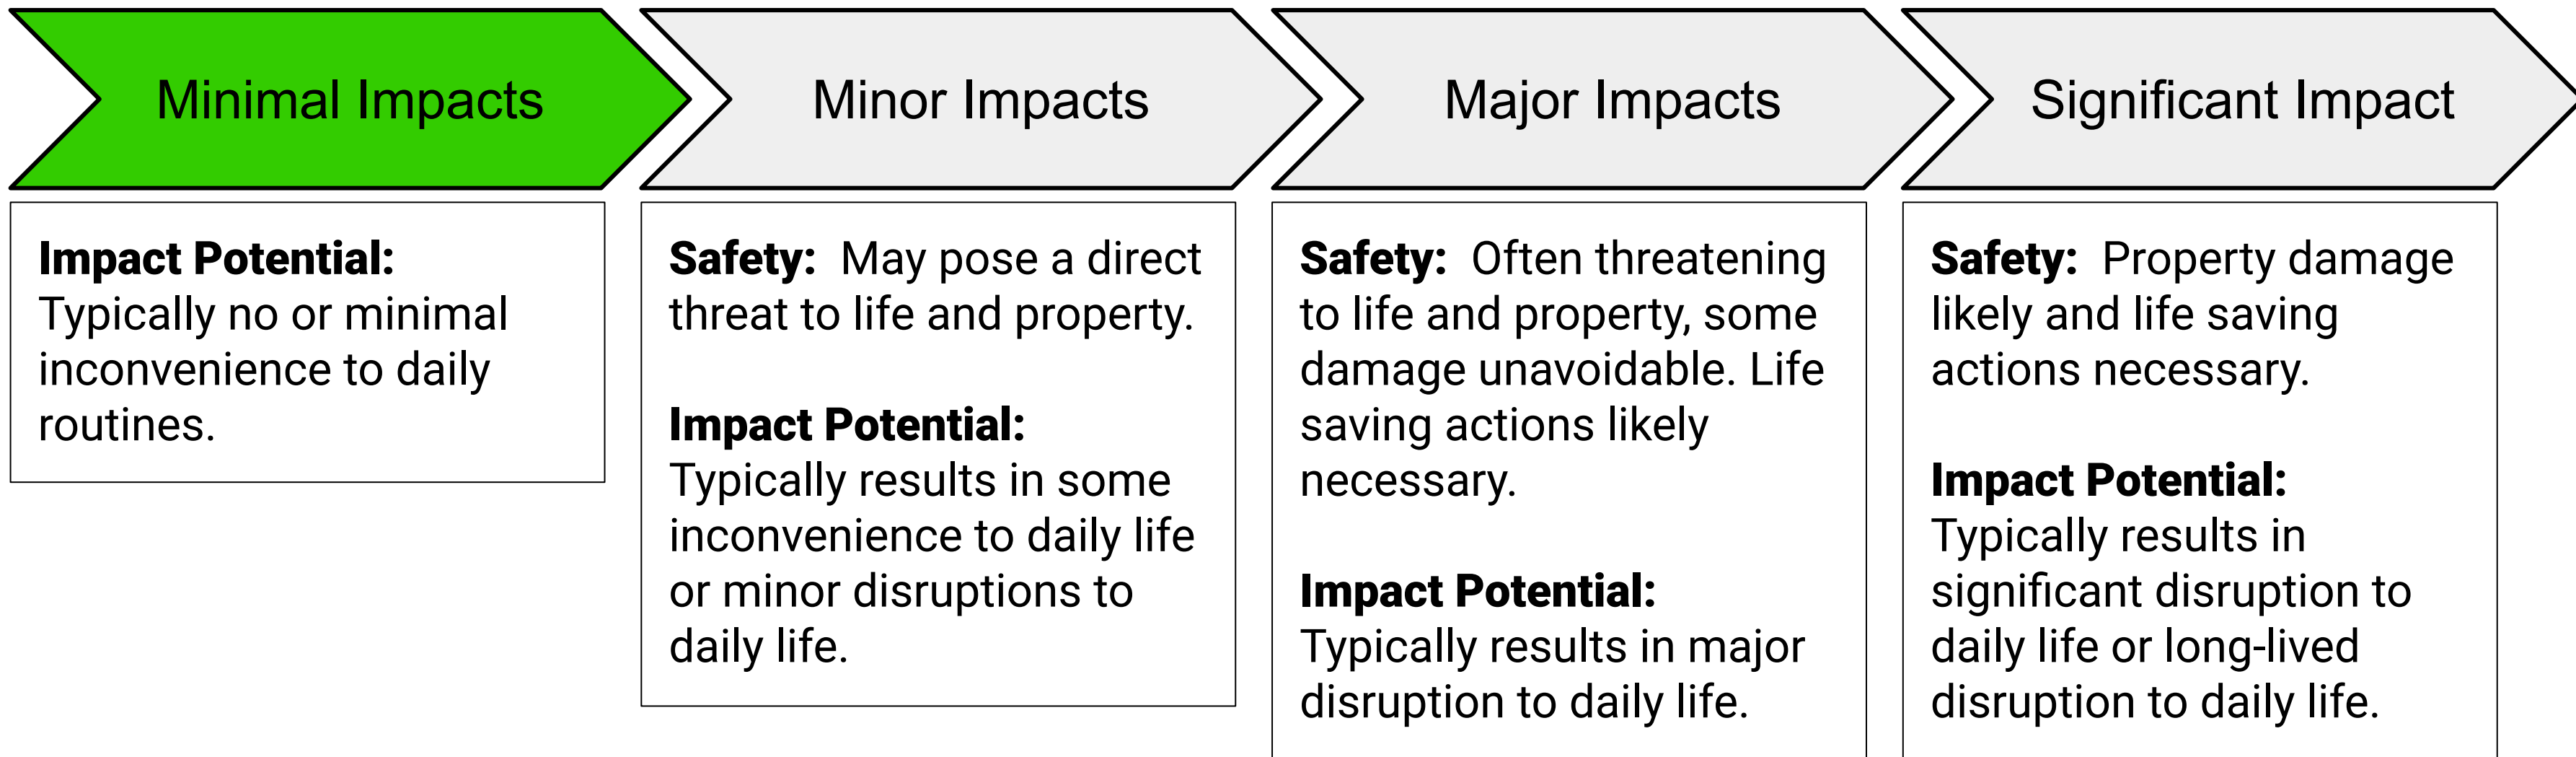 Minimal Impacts
Minor Impacts
Major Impacts
Significant Impact
Impact Potential:
Typically no or minimal
inconvenience to daily
routines.
Safety:  May pose a direct
threat to life and property.
Impact Potential:
Typically results in some
inconvenience to daily life
or minor disruptions to
daily life.
Safety:  Often threatening
to life and property, some
damage unavoidable. Life
saving actions likely
necessary.
Impact Potential:
Typically results in major
disruption to daily life.
Safety:  Property damage
likely and life saving
actions necessary.
Impact Potential:
Typically results in
significant disruption to
daily life or long-lived
disruption to daily life.